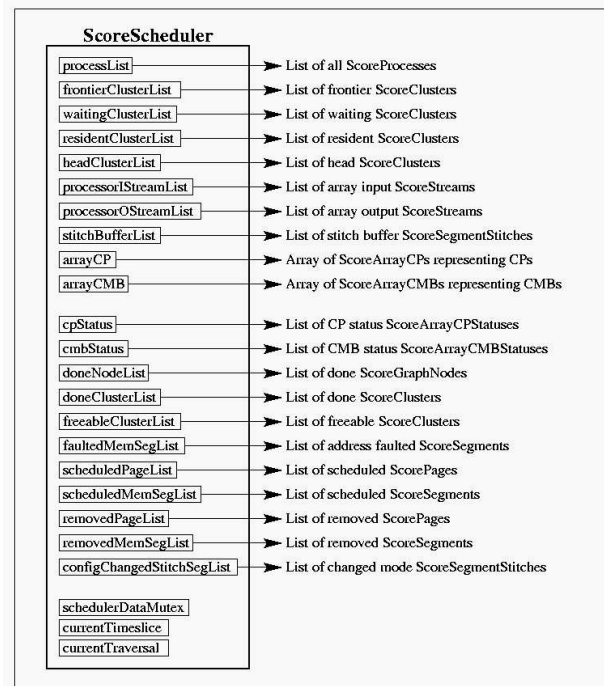 ScoreScheduler
processList List of all ScoreProcesses
frontierClusterList List of frontier ScoreClusters
waitingClusterList List of waiting ScoreClusters
residentClusterList List of resident ScoreClusters
headClusterList List of head ScoreClusters
processorIStreamList List of array input ScoreStreams
processorOStreamList List of array output ScoreStreams
stitchBufferList List of stitch buffer ScoreSegmentStitches
arrayCP Array of ScoreArrayCPs representing CPs
arrayCMB Array of ScoreArrayCMBs representing CMBs
cpStatus List of CP status ScoreArrayCPStatuses
cmbStatus List of CMB status ScoreArrayCMBStatuses
doneNodeList List of done ScoreGraphNodes
doneClusterList List of done ScoreClusters
freeableClusterList List of freeable ScoreClusters
faultedMemSegList List of address faulted ScoreSegments
scheduledPageList List of scheduled ScorePages
scheduledMemSegList List of scheduled ScoreSegments
removedPageList List of removed ScorePages
removedMemSegList List of removed ScoreSegments
configChangedStitchSegList List of changed mode ScoreSegmentStitches
schedulerDataMutex
currentTimeslice
currentTraversal